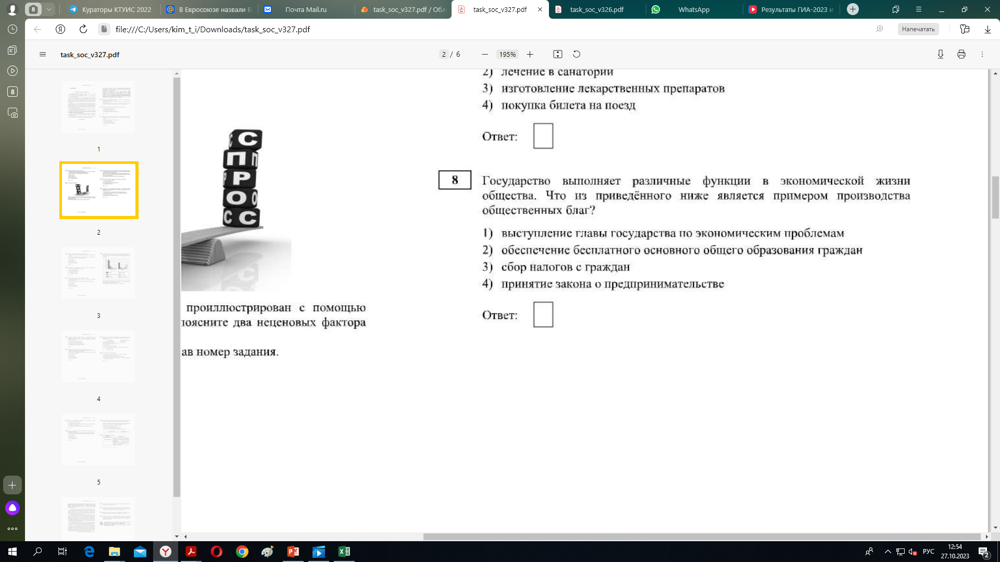 8
Кураторы КТУИС 2022
В Евросоюзе назвали В
Почта Mail.ru
task_soc_v327.pdf / Обл
task_soc_v327.pdf
task_soc_v326.pdf
WhatsApp
Результаты ГИА-2023 и
file:///C:/Users/kim_t_i/Downloads/task_soc_v327.pdf
Напечатать
8
task_soc_v327.pdf
2 / 6
195%
1
2
3
4
5
2) лечение в санатории
3) изготовление лекарственных препаратов
4) покупка билета на поезд
Ответ:
С С
П П
Р Р
О О
С С
проиллюстрирован с помощью
поясните два неценовых фактора
ав номер задания.
8
Государство выполняет различные функции в экономической жизни
общества. Что из приведённого ниже является примером производства
общественных благ?
1) выступление главы государства по экономическим проблемам
2) обеспечение бесплатного основного общего образования граждан
3) сбор налогов с граждан
4) принятие закона о предпринимательстве
Ответ:
РУС
12:54
27.10.2023
2